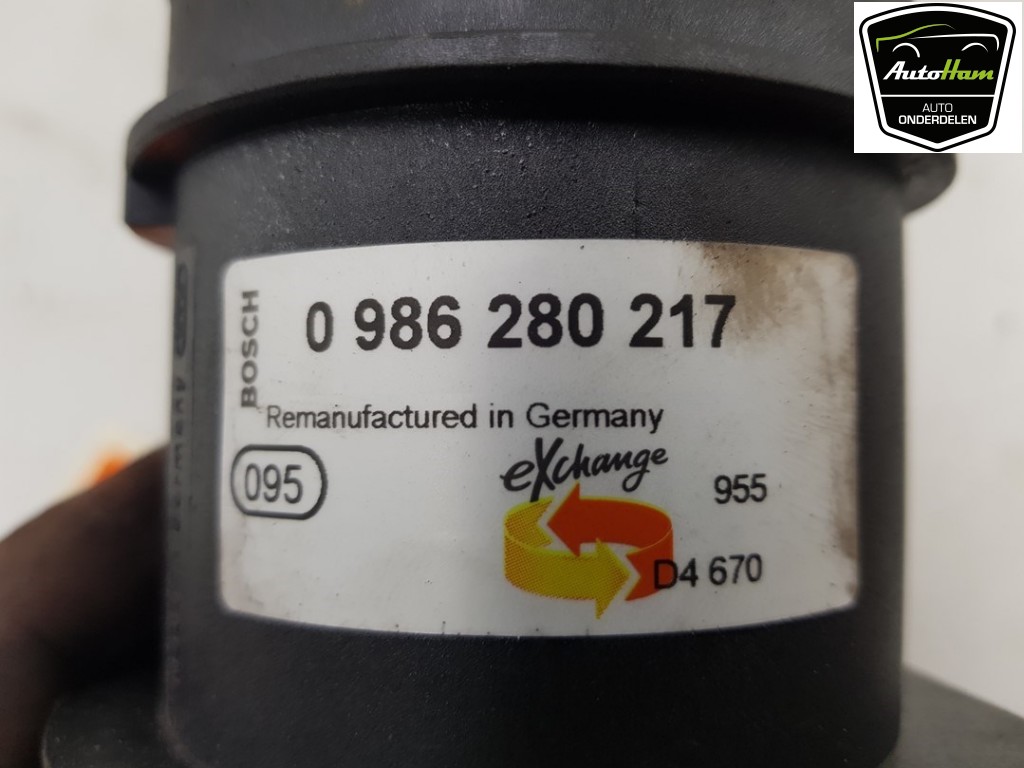 AutoHam
AUTO
ONDERDELEN
BOSCH
0 986 280 217
Remanufactured in Germany
eXchange
095
955
D4 670